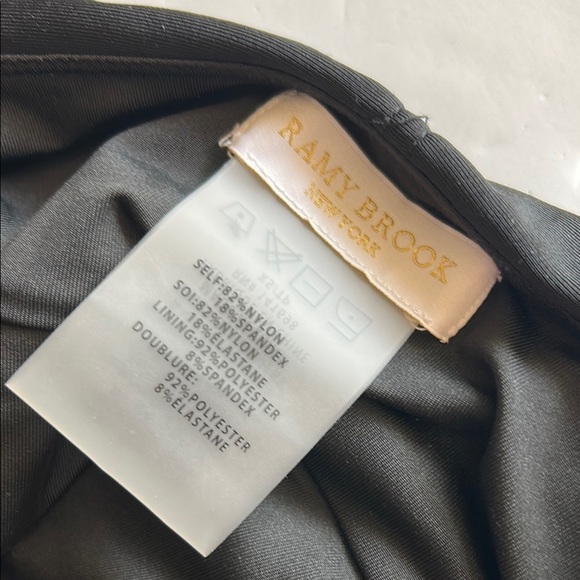 RAMY BROOK
NEW YORK
SELF:82%NYLON
18%SPANDEX
SOI:82%NYLON
18%ELASTANE
LINING:92%POLYESTER
8%SPANDEX
DOUBLURE:
92%POLYESTER
8%ELASTANE